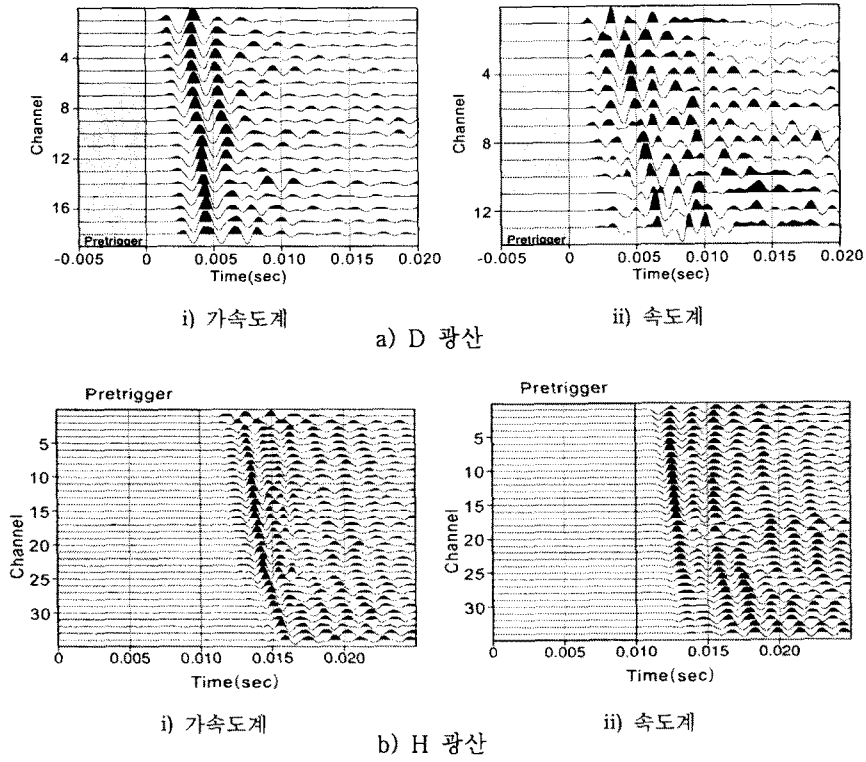 4
8
12
16
Channel
Pretrigger
-0.005 0 0.005 0.010 0.015 0.020
Time(sec)
i) 가속도계
4
8
12
Channel
Pretrigger
-0.005 0 0.005 0.010 0.015 0.020
Time(sec)
ii) 속도계
a) D 광산
Pretrigger
5
10
15
20
25
30
Channel
0 0.005 0.010 0.015 0.020
Time(sec)
i) 가속도계
Pretrigger
5
10
15
20
25
30
Channel
0 0.005 0.010 0.015 0.020
Time(sec)
ii) 속도계
b) H 광산